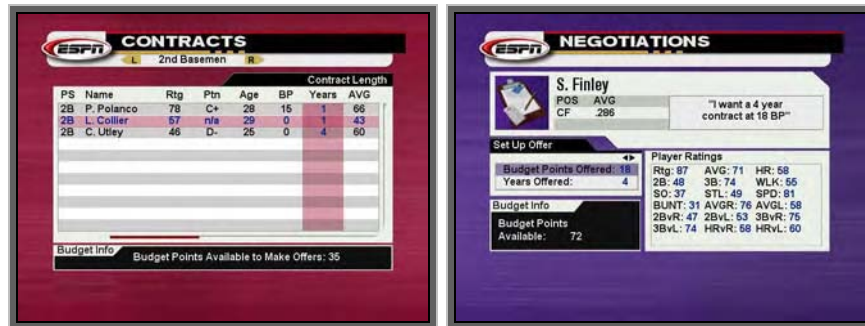 ESPN CONTRACTS
L 2nd Basemen R
Contract Length
PS Name Rtg Ptn Age BP Years AVG
2B P. Polanco 78 C+ 28 15 1 66
2B L. Collier 57 n/a 29 0 1 43
2B C. Utley 46 D- 25 0 4 60
Budget Info
Budget Points Available to Make Offers: 35
ESPN NEGOTIATIONS
S. Finley
POS AVG
CF .286
"I want a 4 year
contract at 18 BP"
Set Up Offer
Budget Points Offered: 18
Years Offered: 4
Budget Info
Budget Points
Available: 72
Player Ratings
Rtg: 87 AVG: 71 HR: 58
2B: 48 3B: 74 WLK: 55
SO: 37 STL: 49 SPD: 81
BUNT: 31 AVGR: 76 AVGL: 58
2BvR: 47 2BvL: 53 3BvR: 75
3BvL: 74 HRvR: 58 HRvL: 60